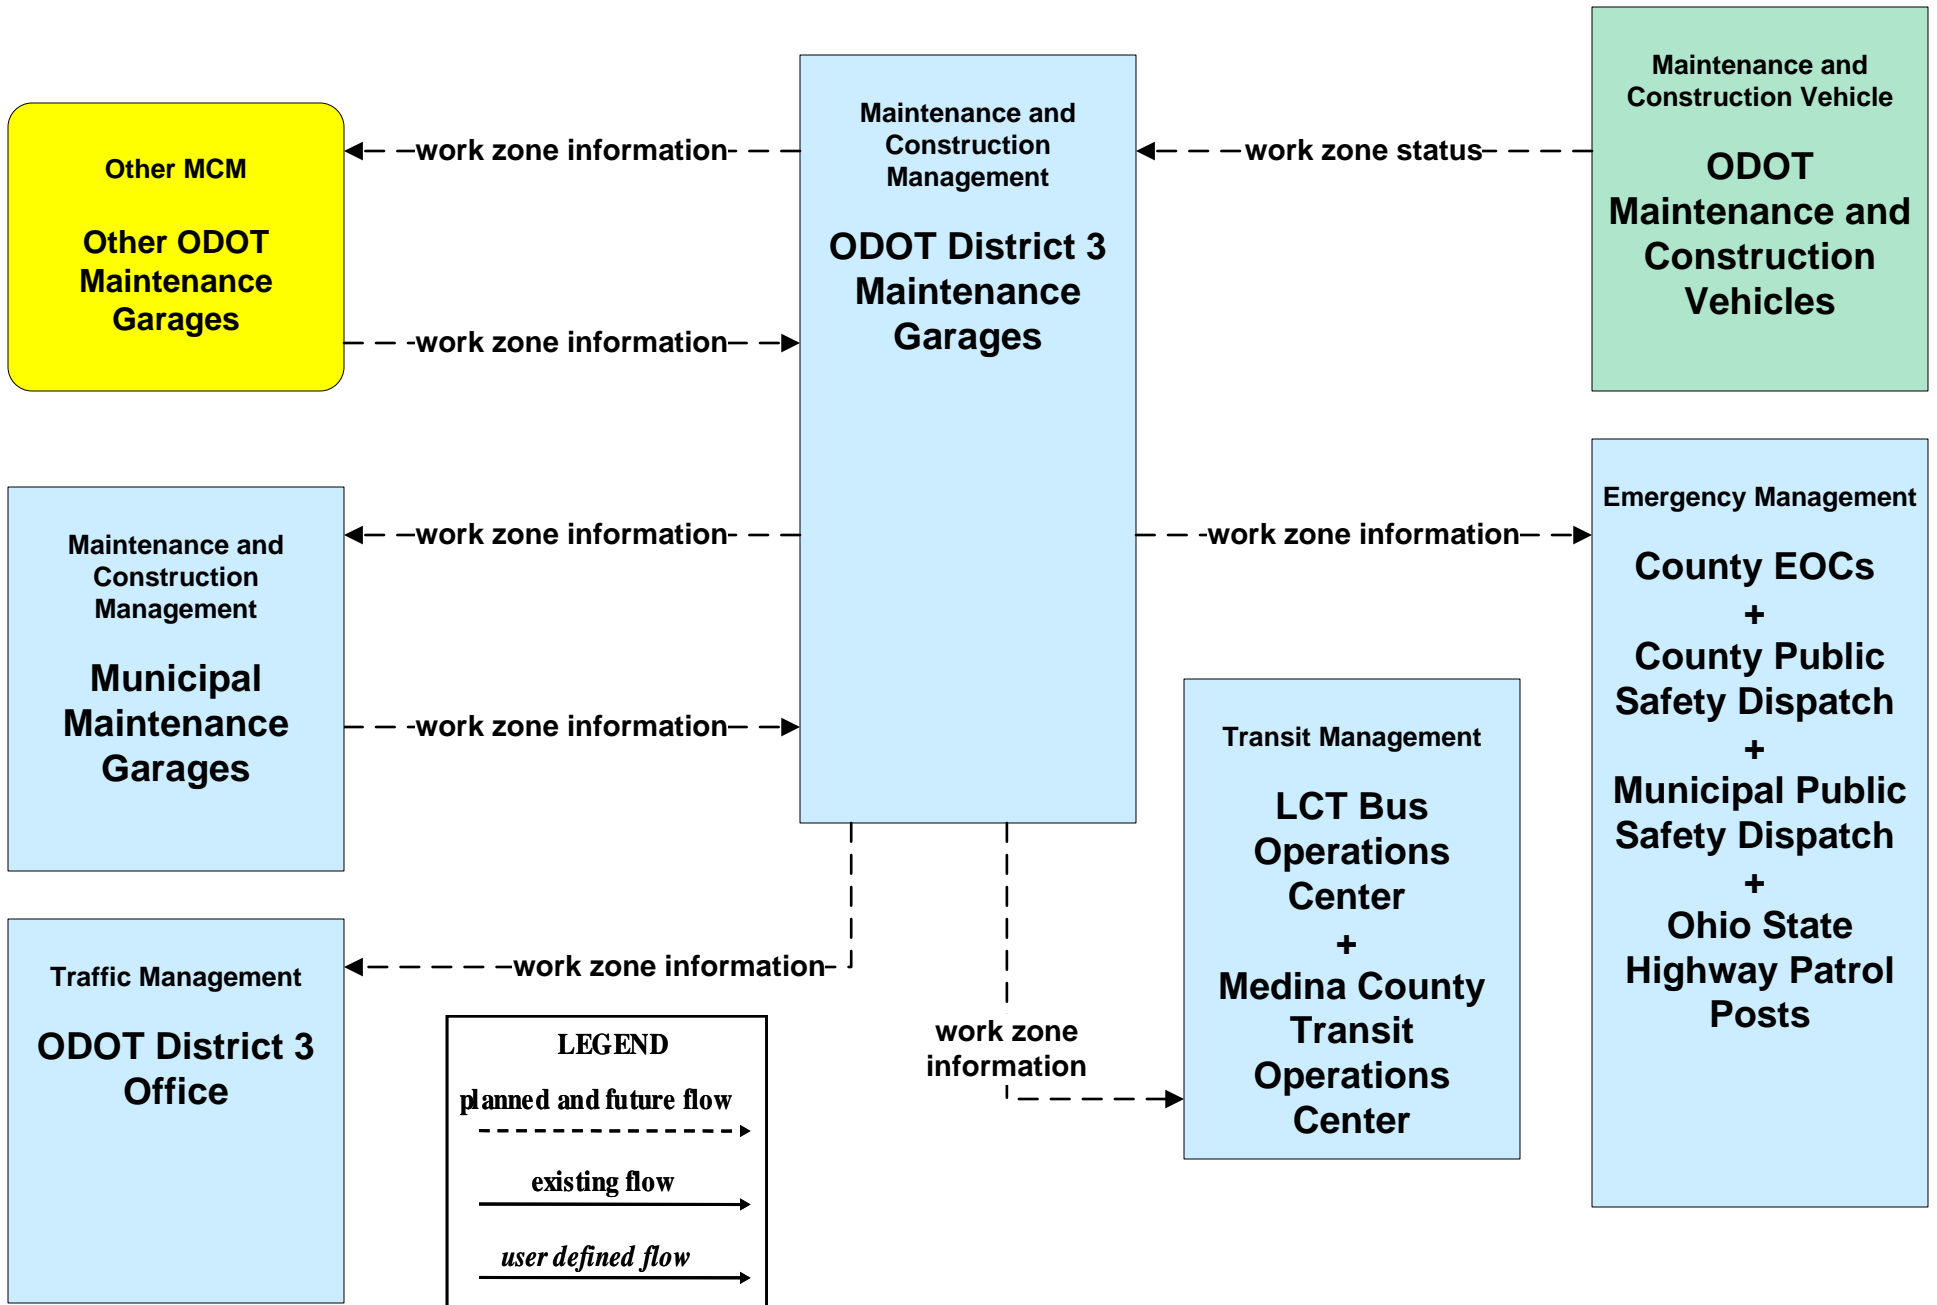 Other MCM
Other ODOT
Maintenance
Garages
work zone information
work zone information
Maintenance and
Construction
Management
ODOT District 3
Maintenance
Garages
work zone status
Maintenance and
Construction Vehicle
ODOT
Maintenance and
Construction
Vehicles
Maintenance and
Construction
Management
Municipal
Maintenance
Garages
work zone information
work zone information
work zone information
Emergency Management
County EOCs
+
County Public
Safety Dispatch
+
Municipal Public
Safety Dispatch
+
Ohio State
Highway Patrol
Posts
Transit Management
LCT Bus
Operations
Center
+
Medina County
Transit
Operations
Center
Traffic Management
ODOT District 3
Office
work zone information
work zone
information
LEGEND
planned and future flow
existing flow
user defined flow